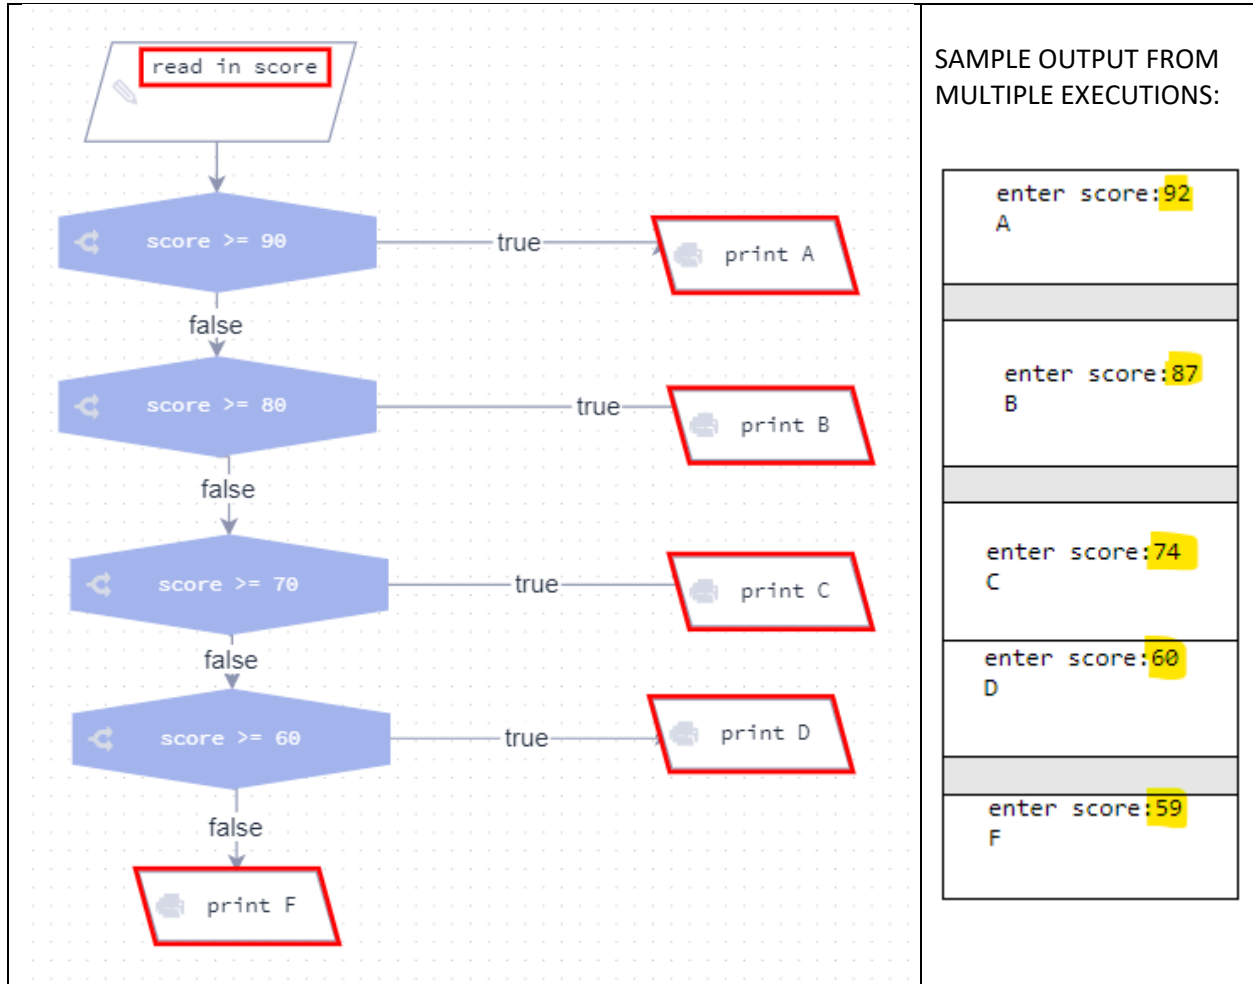 read in score
score >= 90
true
print A
false
score >= 80
true
print B
false
score >= 70
true
print C
false
score >= 60
true
print D
false
print F
SAMPLE OUTPUT FROM
MULTIPLE EXECUTIONS:
enter score:92
A
enter score:87
B
enter score:74
C
enter score:60
D
enter score:59
F